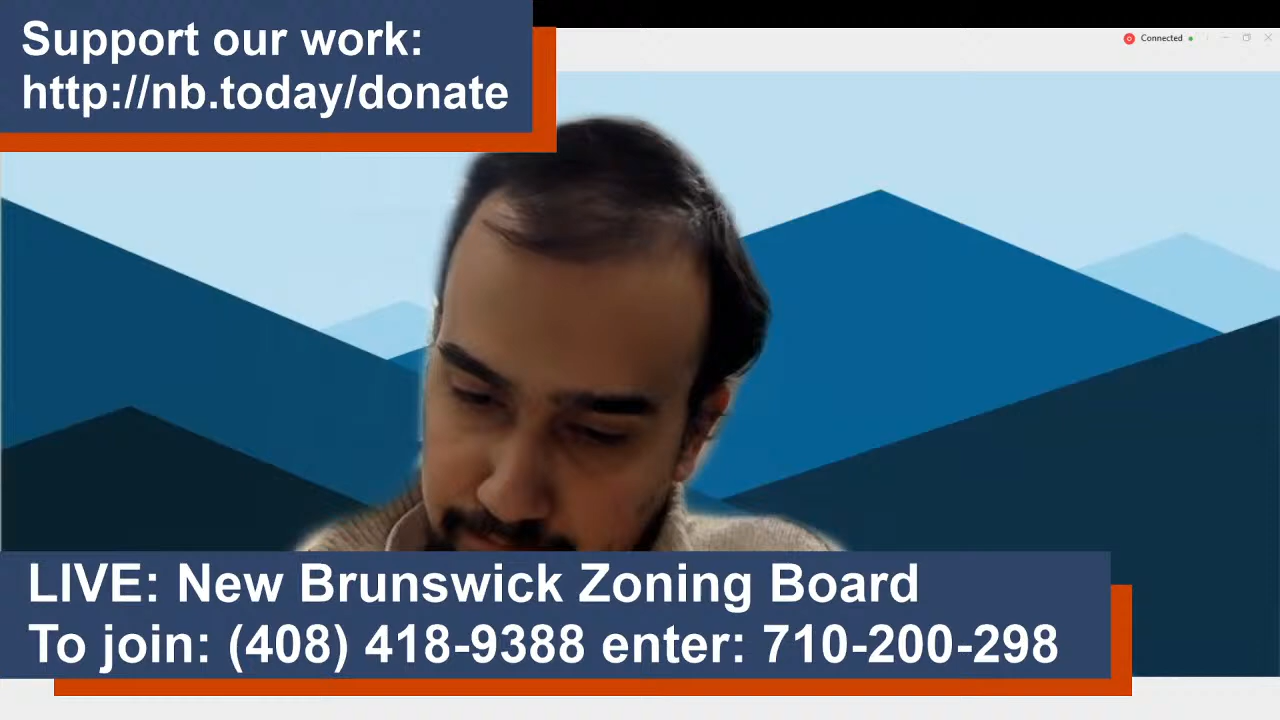 Support our work:
http://nb.today/donate
Connected
LIVE: New Brunswick Zoning Board
To join: (408) 418-9388 enter: 710-200-298